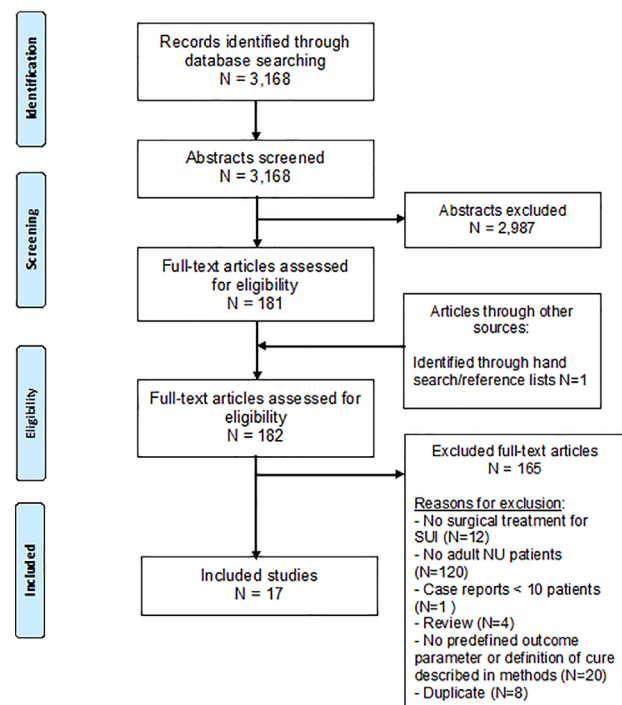 Identification
Records identified through
database searching
N = 3,168
Abstracts screened
N = 3,168
Screening
Abstracts excluded
N = 2,987
Full-text articles assessed
for eligibility
N = 181
Articles through other
sources:
Identified through hand
search/reference lists N=1
Eligibility
Full-text articles assessed for
eligibility
N = 182
Excluded full-text articles
N = 165
Reasons for exclusion:
- No surgical treatment for
SUI (N=12)
- No adult NU patients
(N=120)
- Case reports < 10 patients
(N=1 )
- Review (N=4)
- No predefined outcome
parameter or definition of cure
described in methods (N=20)
- Duplicate (N=8)
Included
Included studies
N = 17